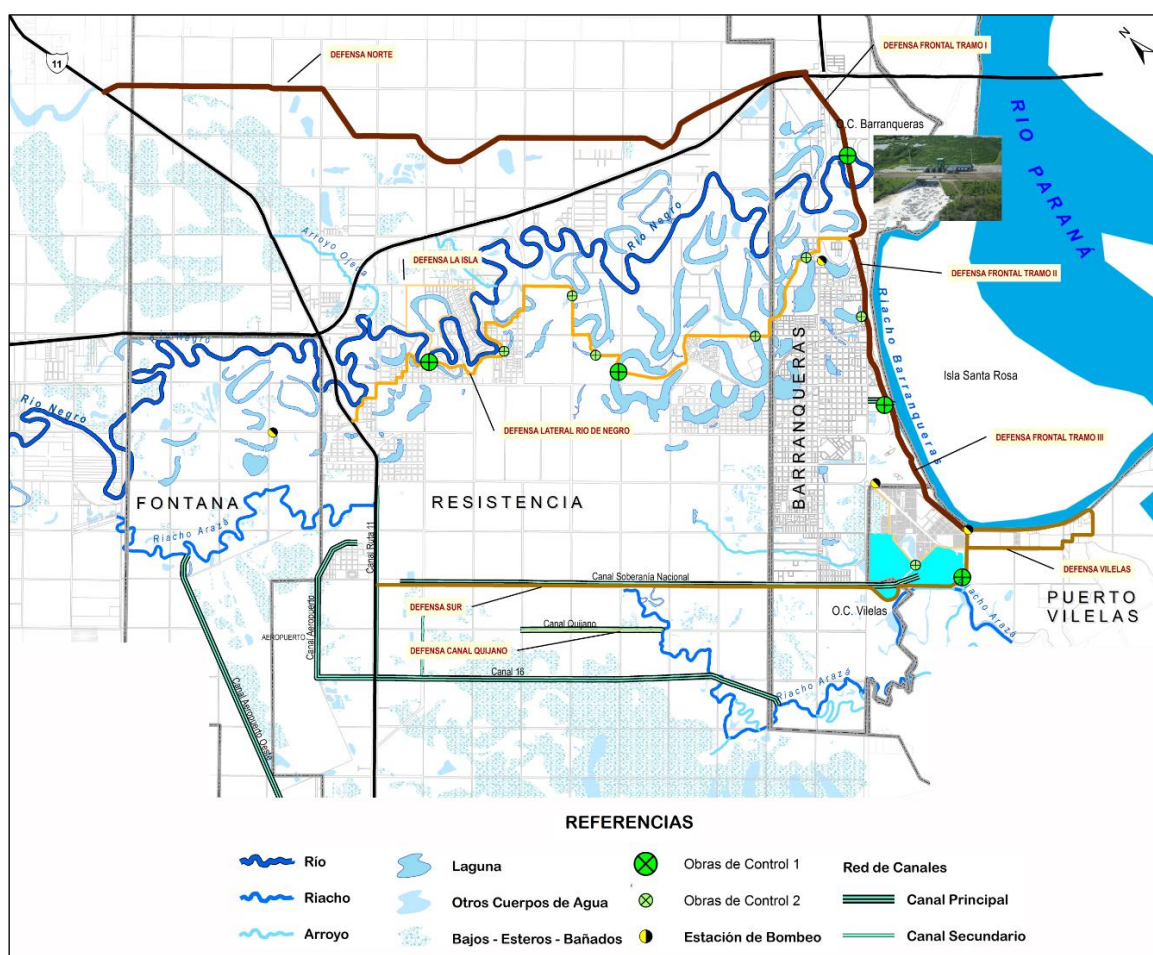 N
11
DEFENSA NORTE
DEFENSA FRONTAL TRAMO I
O.C. Barranqueras
RIO PARANÁ
Arroyo Ojeda
DEFENSA LA ISLA
Río Negro
DEFENSA FRONTAL TRAMO II
Riacho Barranqueras
Isla Santa Rosa
Río Negro
Río Negro
BARRANQUERAS
DEFENSA LATERAL RIO DE NEGRO
DEFENSA FRONTAL TRAMO III
FONTANA
RESISTENCIA
Riacho Arazá
Canal Ruta 11
Canal Soberanía Nacional
DEFENSA VILELAS
DEFENSA SUR
O.C. Vilelas
Riacho Arazá
PUERTO
VILELAS
AEROPUERTO
Canal Aeropuerto
Canal Quijano
DEFENSA CANAL QUIJANO
Canal 16
Riacho Arazá
Canal Aeropuerto Oeste
REFERENCIAS
Río
Laguna
Obras de Control 1
Red de Canales
Riacho
Otros Cuerpos de Agua
Obras de Control 2
Canal Principal
Arroyo
Bajos - Esteros - Bañados
Estación de Bombeo
Canal Secundario